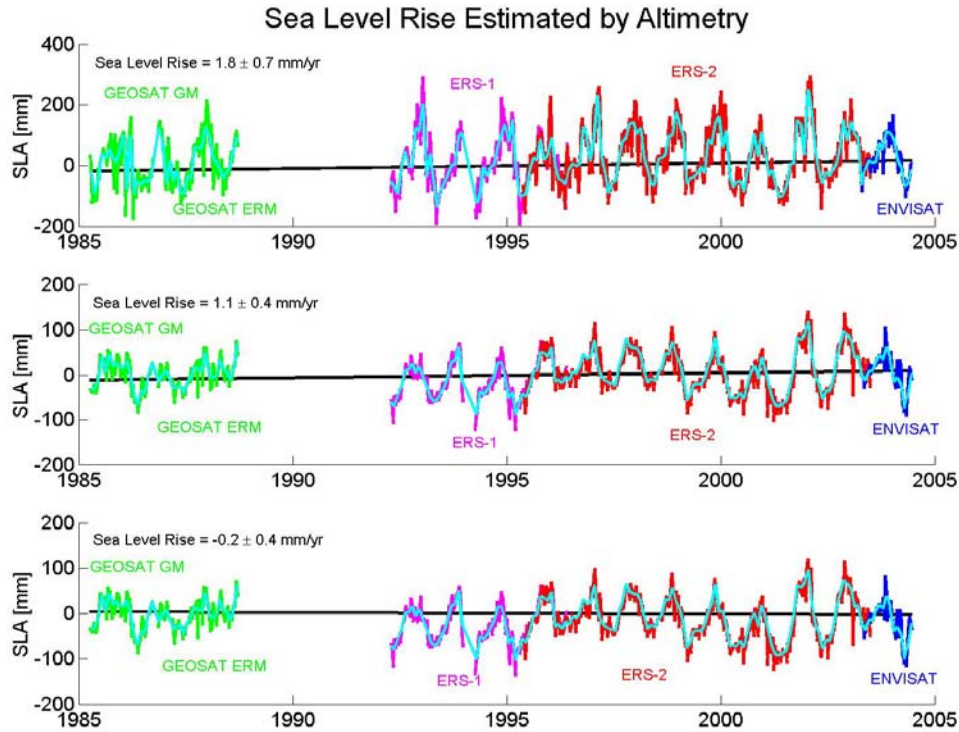 Sea Level Rise Estimated by Altimetry
400
200
0
-200
SLA [mm]
Sea Level Rise = 1.8 ± 0.7 mm/yr
GEOSAT GM
GEOSAT ERM
ERS-1
ERS-2
ENVISAT
1985
1990
1995
2000
2005
200
100
0
-100
-200
SLA [mm]
Sea Level Rise = 1.1 ± 0.4 mm/yr
GEOSAT GM
GEOSAT ERM
ERS-1
ERS-2
ENVISAT
1985
1990
1995
2000
2005
200
100
0
-100
-200
SLA [mm]
Sea Level Rise = -0.2 ± 0.4 mm/yr
GEOSAT GM
GEOSAT ERM
ERS-1
ERS-2
ENVISAT
1985
1990
1995
2000
2005